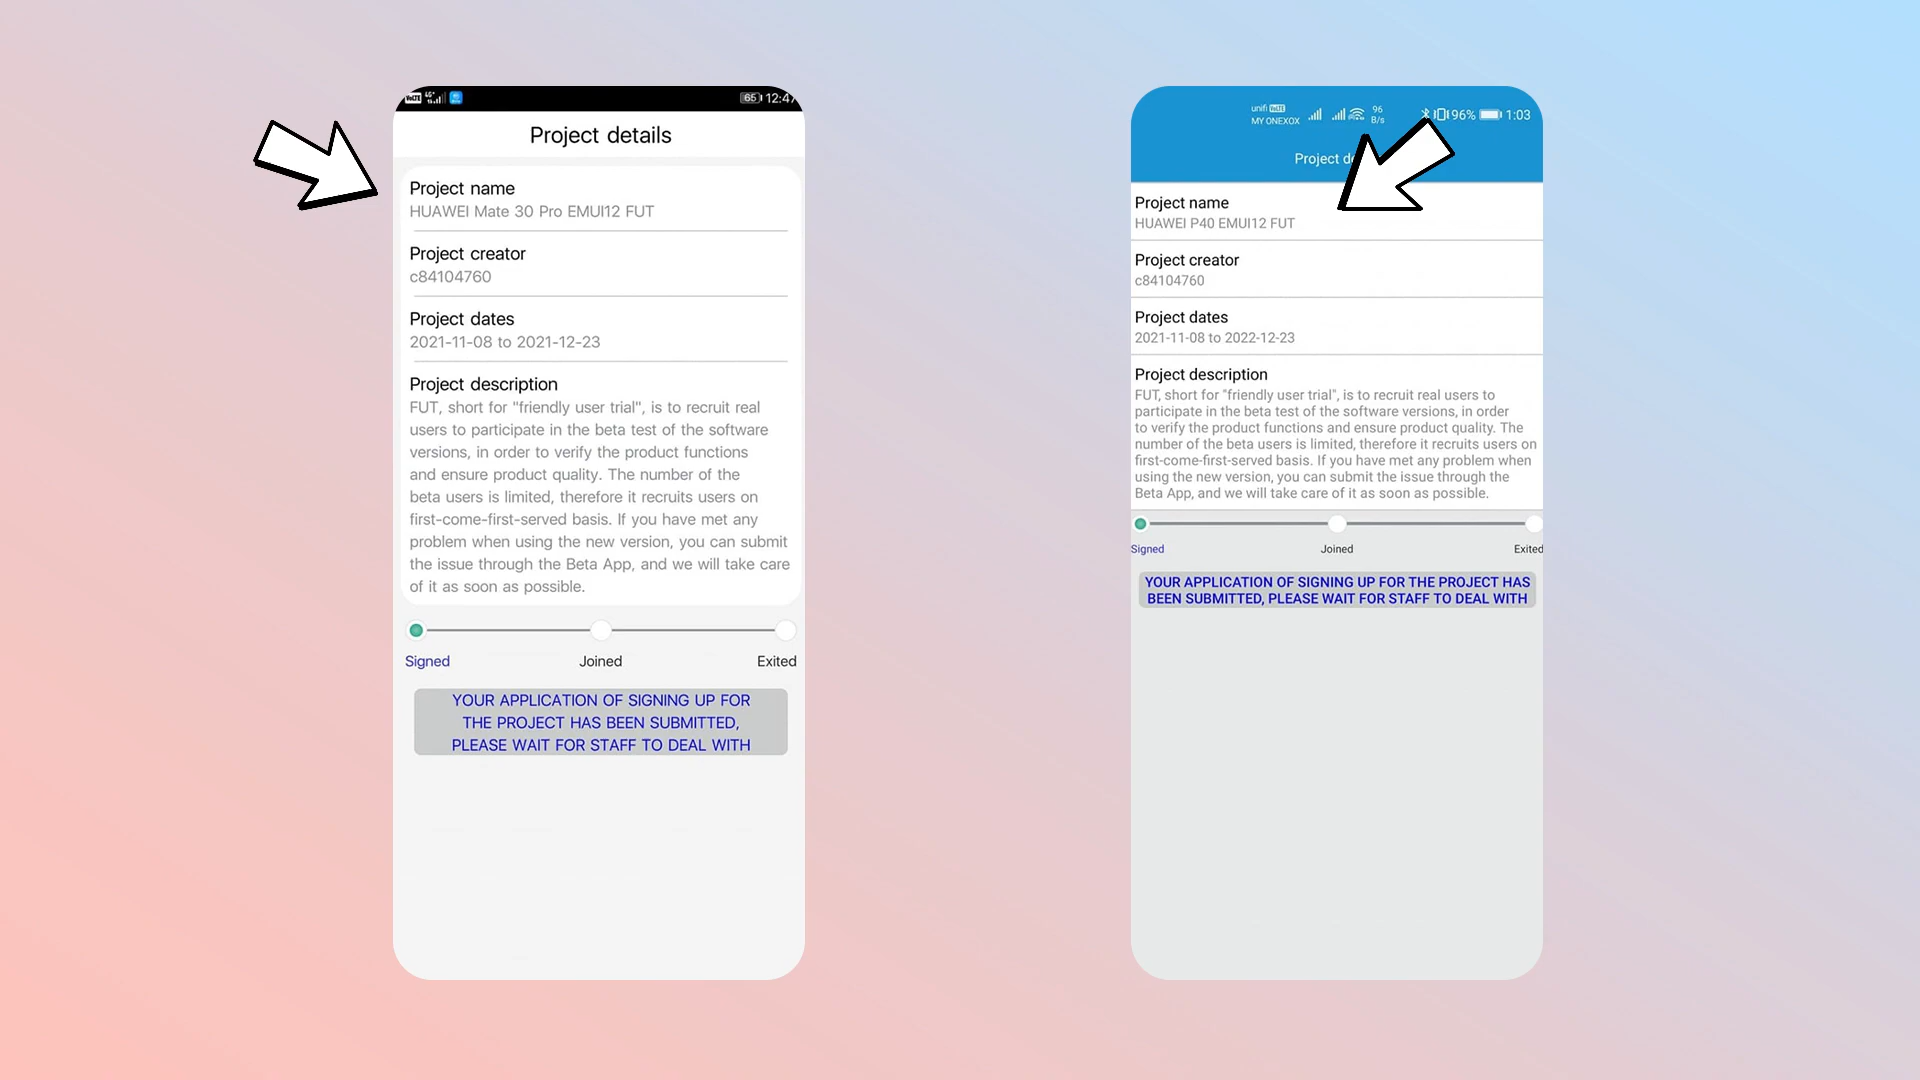 VoLTE 4G 65 12:47
Project details
Project name
HUAWEI Mate 30 Pro EMUI12 FUT
Project creator
c84104760
Project dates
2021-11-08 to 2021-12-23
Project description
FUT, short for "friendly user trial", is to recruit real
users to participate in the beta test of the software
versions, in order to verify the product functions
and ensure product quality. The number of the
beta users is limited, therefore it recruits users on
first-come-first-served basis. If you have met any
problem when using the new version, you can submit
the issue through the Beta App, and we will take care
of it as soon as possible.
Signed Joined Exited
YOUR APPLICATION OF SIGNING UP FOR
THE PROJECT HAS BEEN SUBMITTED,
PLEASE WAIT FOR STAFF TO DEAL WITH
unifi VoLTE
MY ONEXOX
96
B/s
96% 1:03
Project
Project name
HUAWEI P40 EMUI12 FUT
Project creator
c84104760
Project dates
2021-11-08 to 2022-12-23
Project description
FUT, short for "friendly user trial", is to recruit real users to
participate in the beta test of the software versions, in order
to verify the product functions and ensure product quality. The
number of the beta users is limited, therefore it recruits users on
first-come-first-served basis. If you have met any problem when
using the new version, you can submit the issue through the
Beta App, and we will take care of it as soon as possible.
Signed Joined Exited
YOUR APPLICATION OF SIGNING UP FOR THE PROJECT HAS
BEEN SUBMITTED, PLEASE WAIT FOR STAFF TO DEAL WITH